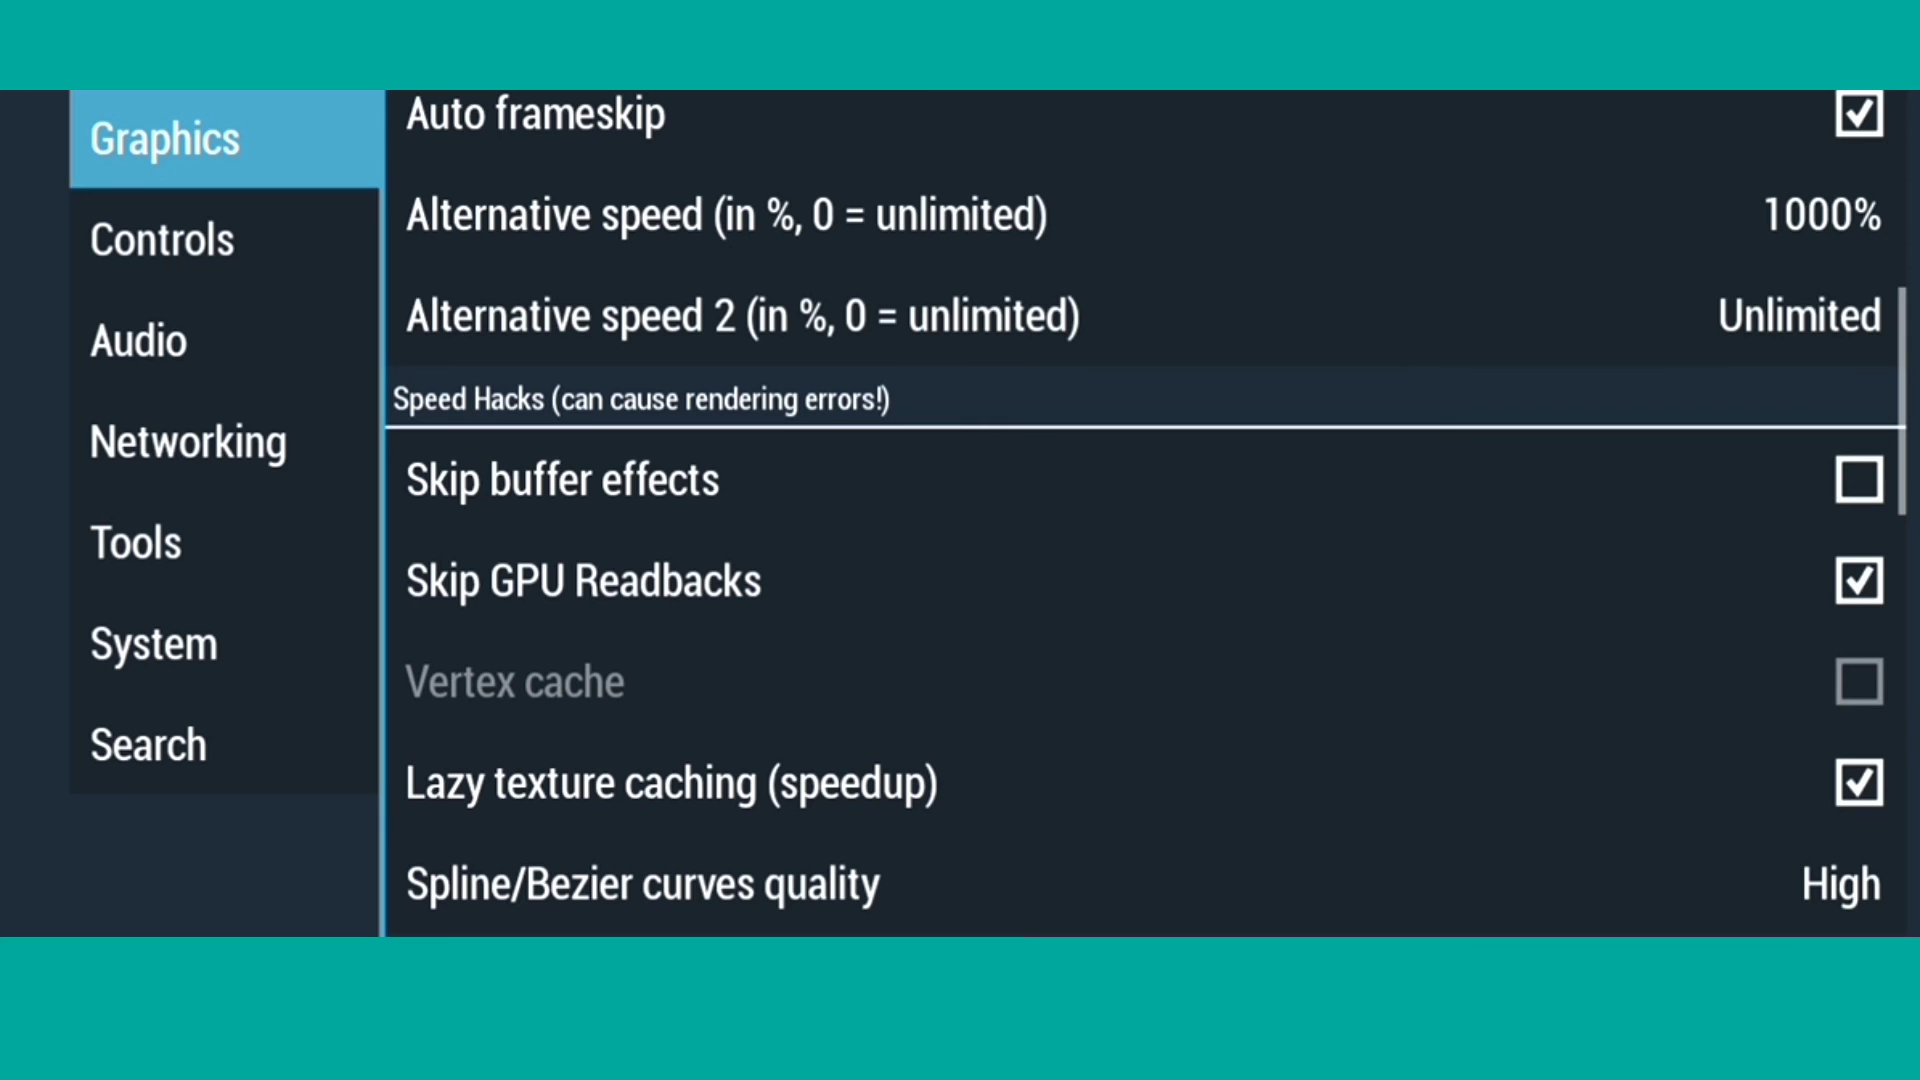 Graphics
Controls
Audio
Networking
Tools
System
Search
Auto frameskip
Alternative speed (in %, 0 = unlimited) 1000%
Alternative speed 2 (in %, 0 = unlimited) Unlimited
Speed Hacks (can cause rendering errors!)
Skip buffer effects
Skip GPU Readbacks
Vertex cache
Lazy texture caching (speedup)
Spline/Bezier curves quality High